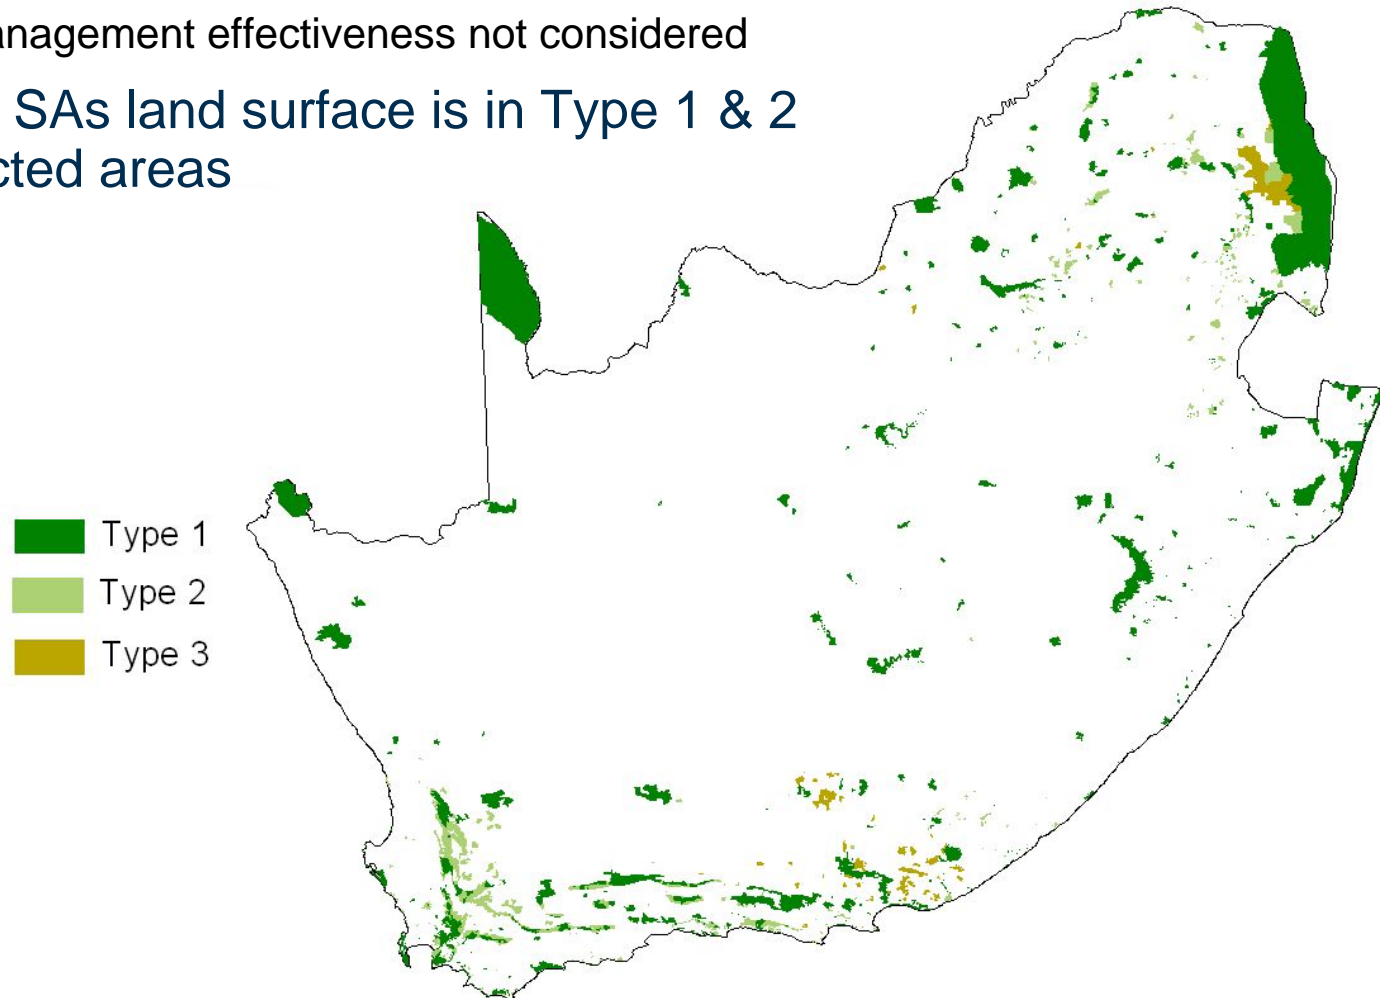 anagement effectiveness not considered
SAs land surface is in Type 1 & 2
cted areas
Type 1
Type 2
Type 3